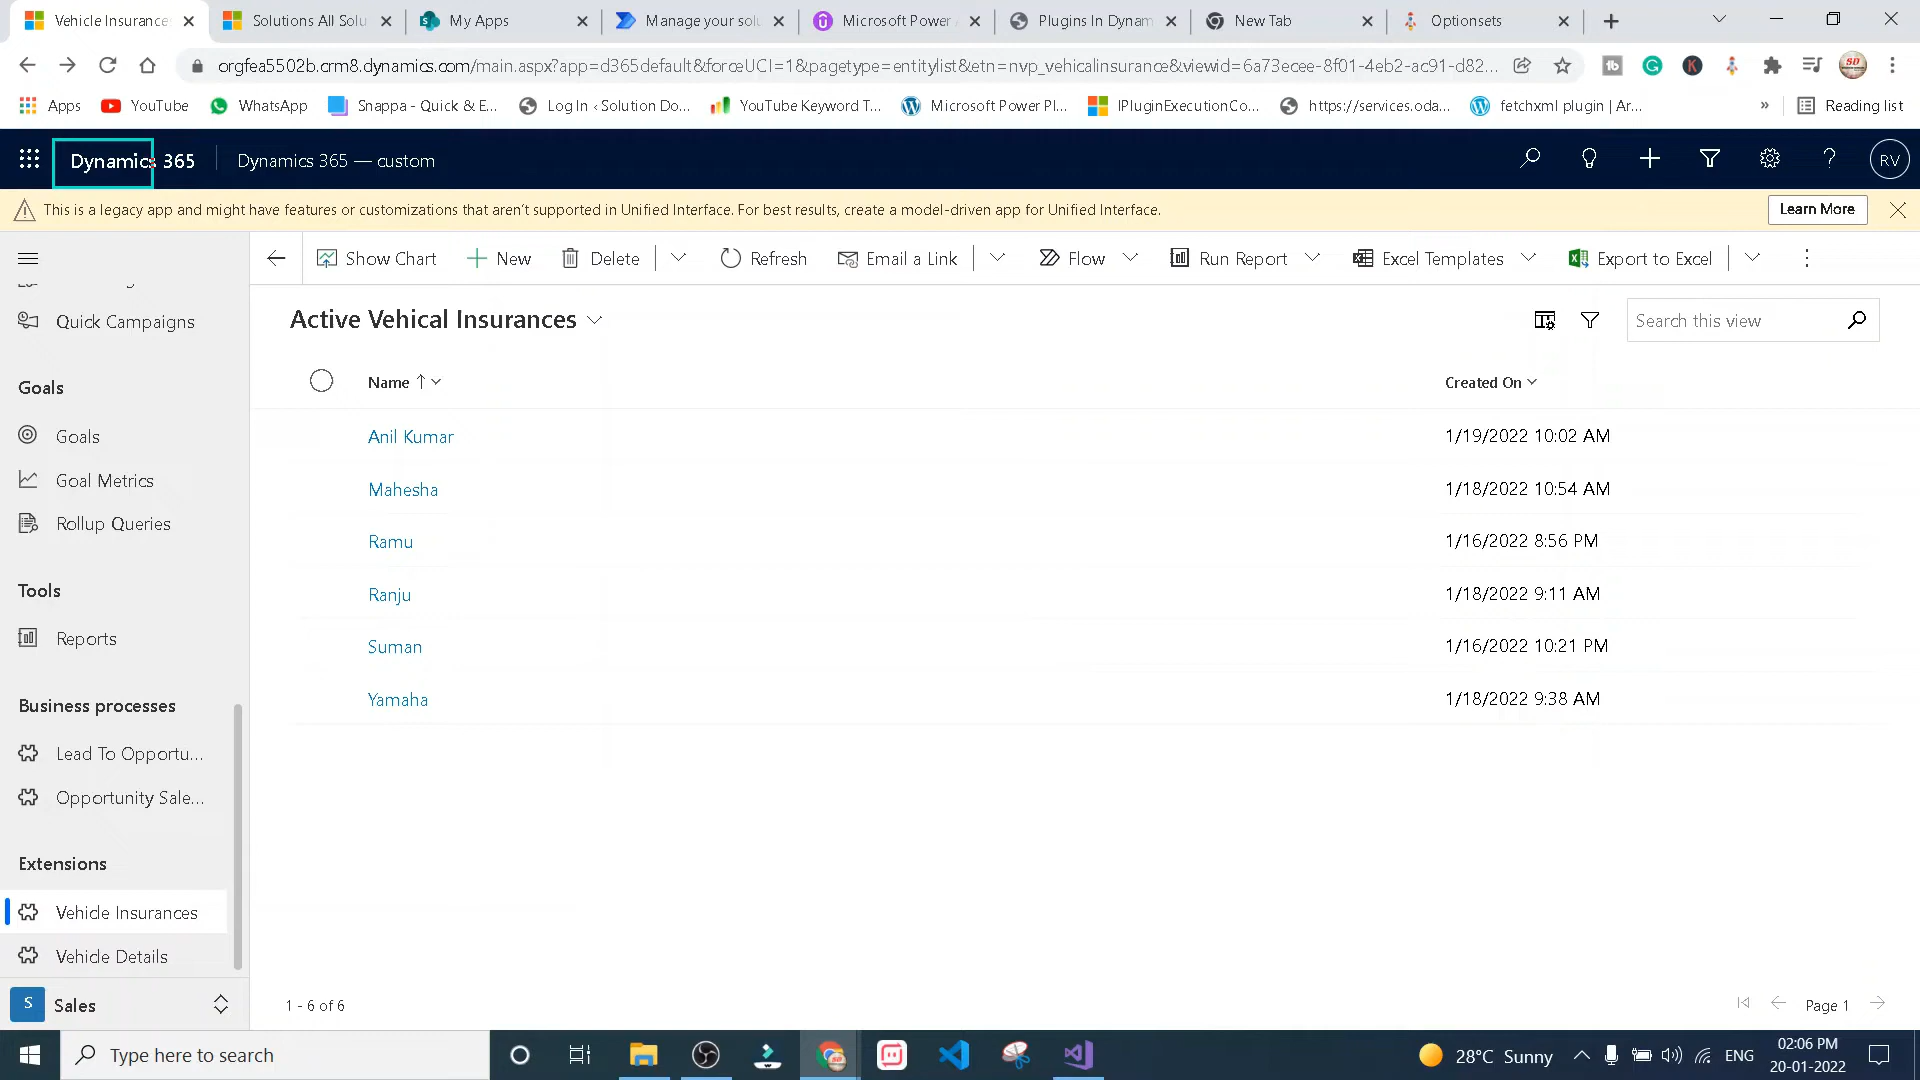 Vehicle Insurances
Solutions All Solu
My Apps
Manage your solu
Microsoft Power A
Plugins In Dynam
New Tab
Optionsets
orgfea5502b.crm8.dynamics.com/main.aspx?app=d365default&forceUCI=1&pagetype=entitylist&etn=nvp_vehicalinsurance&viewid=6a73ecee-8f01-4eb2-ac91-d82...
Apps
YouTube
WhatsApp
Snappa - Quick & E...
Log In ‹ Solution Do...
YouTube Keyword T...
Microsoft Power Pl...
IPluginExecutionCo...
https://services.oda...
fetchxml plugin | Ar...
»
Reading list
Dynamics 365
Dynamics 365 — custom
RV
This is a legacy app and might have features or customizations that aren't supported in Unified Interface. For best results, create a model-driven app for Unified Interface.
Learn More
Show Chart
New
Delete
Refresh
Email a Link
Flow
Run Report
Excel Templates
Export to Excel
Quick Campaigns
Goals
Goals
Goal Metrics
Rollup Queries
Tools
Reports
Business processes
Lead To Opportu...
Opportunity Sale...
Extensions
Vehicle Insurances
Vehicle Details
S Sales
Active Vehical Insurances
Search this view
Name
Created On
Anil Kumar 1/19/2022 10:02 AM
Mahesha 1/18/2022 10:54 AM
Ramu 1/16/2022 8:56 PM
Ranju 1/18/2022 9:11 AM
Suman 1/16/2022 10:21 PM
Yamaha 1/18/2022 9:38 AM
1 - 6 of 6
Page 1
Type here to search
28°C Sunny
ENG
02:06 PM
20-01-2022